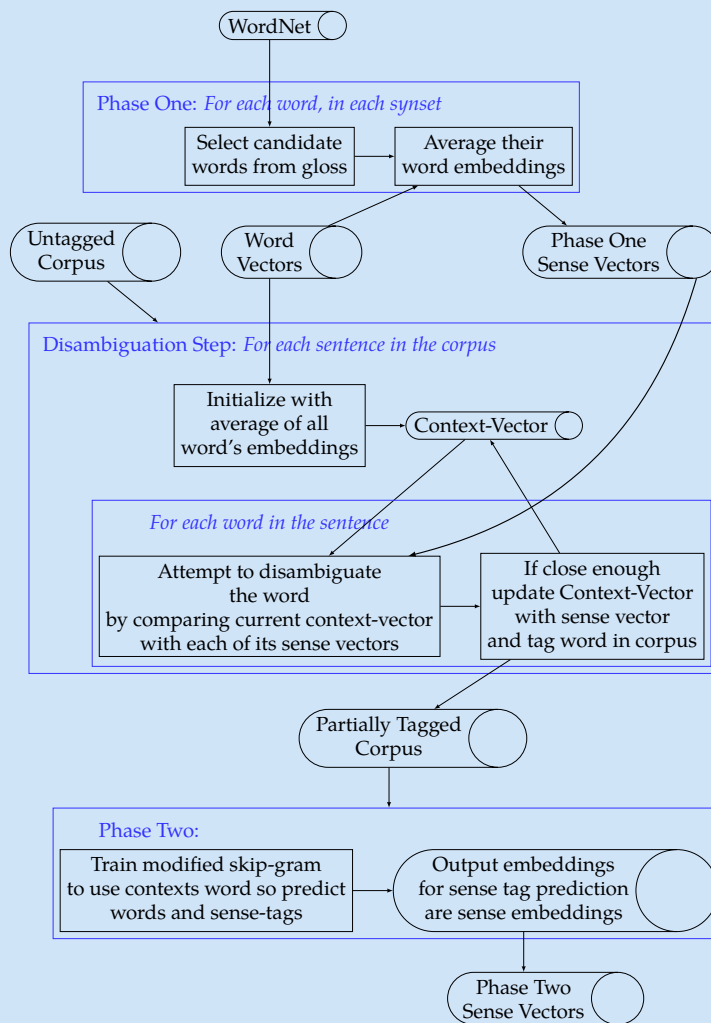 WordNet
Phase One: For each word, in each synset
Select candidate
words from gloss
Average their
word embeddings
Untagged
Corpus
Word
Vectors
Phase One
Sense Vectors
Disambiguation Step: For each sentence in the corpus
Initialize with
average of all
word's embeddings
Context-Vector
For each word in the sentence
Attempt to disambiguate
the word
by comparing current context-vector
with each of its sense vectors
If close enough
update Context-Vector
with sense vector
and tag word in corpus
Partially Tagged
Corpus
Phase Two:
Train modified skip-gram
to use contexts word so predict
words and sense-tags
Output embeddings
for sense tag prediction
are sense embeddings
Phase Two
Sense Vectors